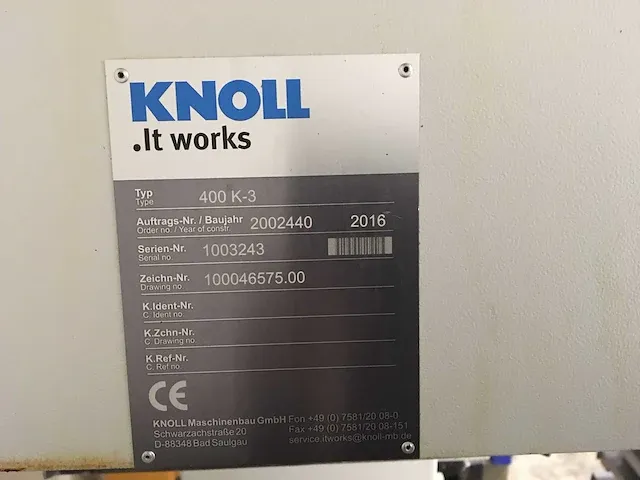 KNOLL
.It works
Typ 400 K-3
Type
Auftrags-Nr. / Baujahr 2002440 2016
Order no. / Year of constr.
Serien-Nr. 1003243
Serial no.
Zeichn-Nr. 100046575.00
Drawing no.
K.Ident-Nr.
C. Ident no.
K.Zchn-Nr.
C. Drawing no.
K.Ref-Nr.
C. Ref no.
CE
KNOLL Maschinenbau GmbH Fon +49 (0) 7581/20 08-0
Schwarzachstraße 20 Fax +49 (0) 7581/20 08-151
D-88348 Bad Saulgau service.itworks@knoll-mb.de